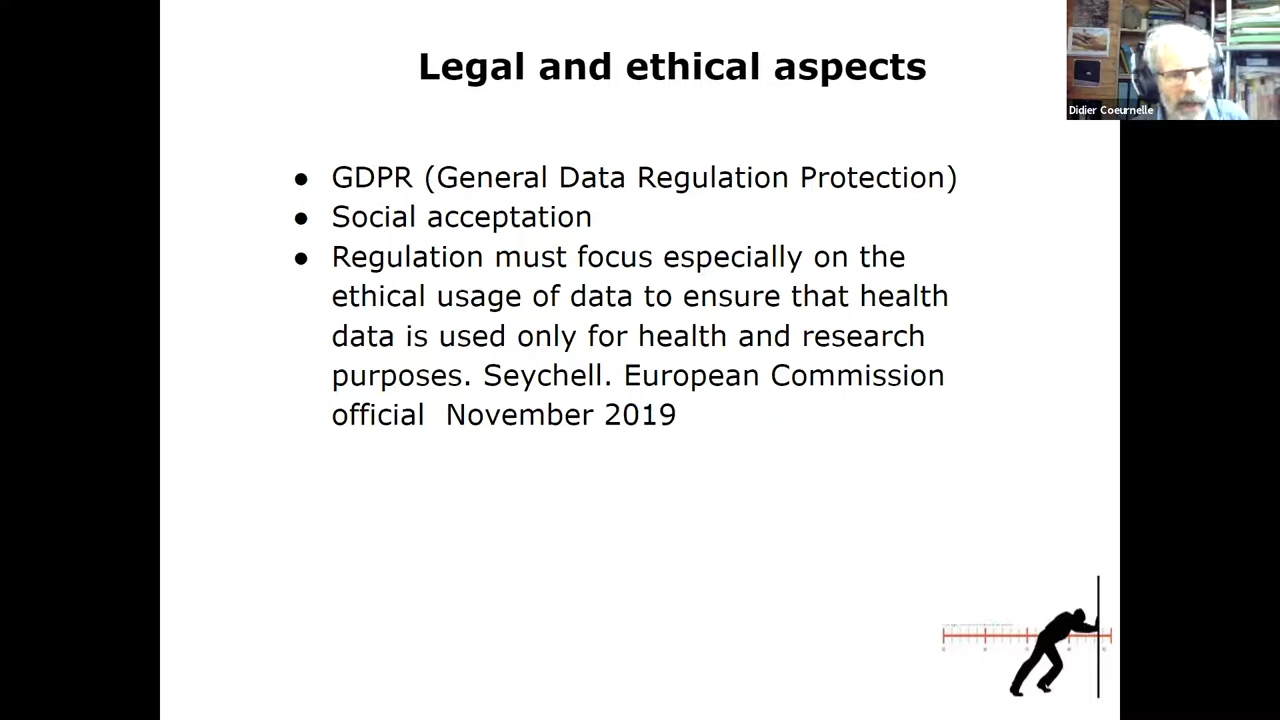 Legal and ethical aspects
Didier Coeurnelle
● GDPR (General Data Regulation Protection)
● Social acceptation
● Regulation must focus especially on the
ethical usage of data to ensure that health
data is used only for health and research
purposes. Seychell. European Commission
official  November 2019